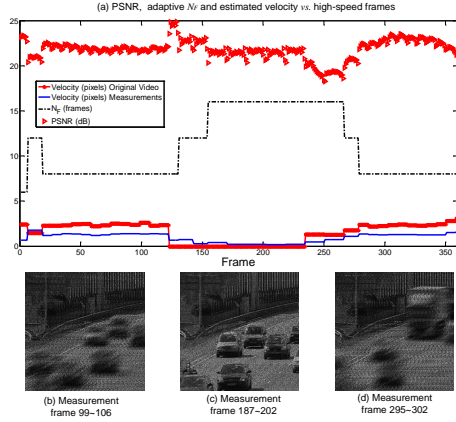 (a) PSNR, adaptive NF and estimated velocity vs. high-speed frames
25
20
15
10
5
0
Velocity (pixels) Original Video
Velocity (pixels) Measurements
NF (frames)
PSNR (dB)
0 50 100 150 200 250 300 350
Frame
(b) Measurement
frame 99~106
(c) Measurement
frame 187~202
(d) Measurement
frame 295~302